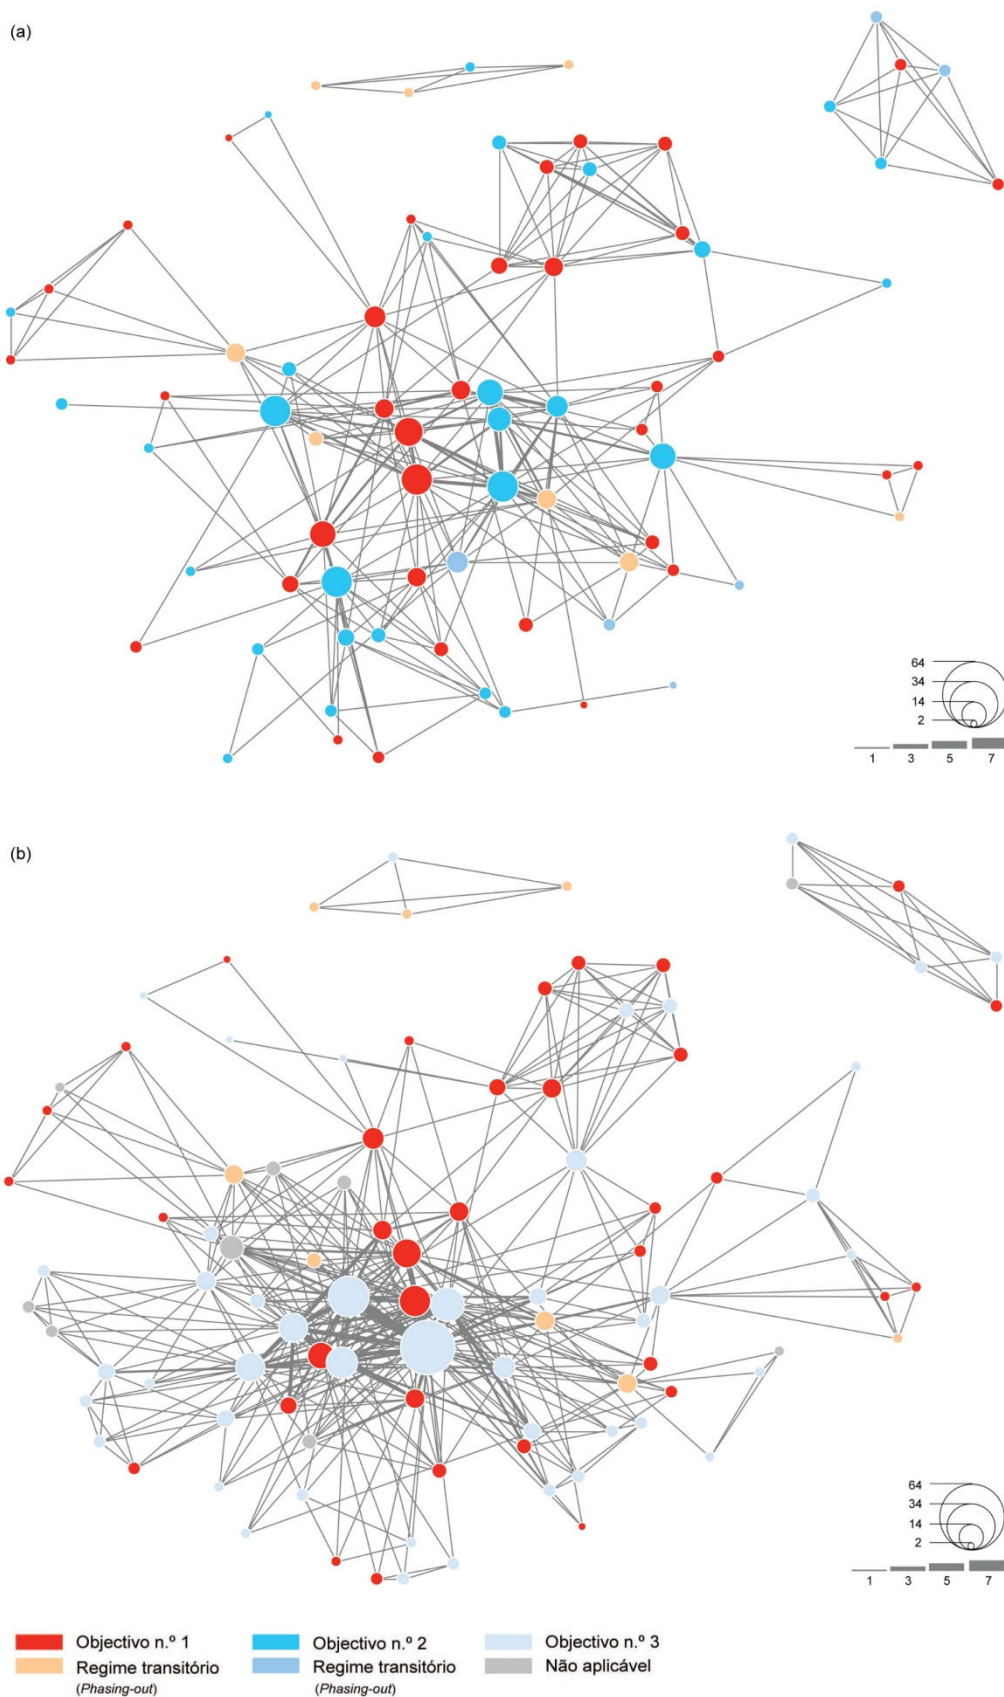 (a)
64
34
14
2
1 3 5 7
(b)
64
34
14
2
1 3 5 7
Objectivo n.º 1 Objectivo n.º 2 Objectivo n.º 3
Regime transitório Regime transitório Não aplicável
(Phasing-out) (Phasing-out)